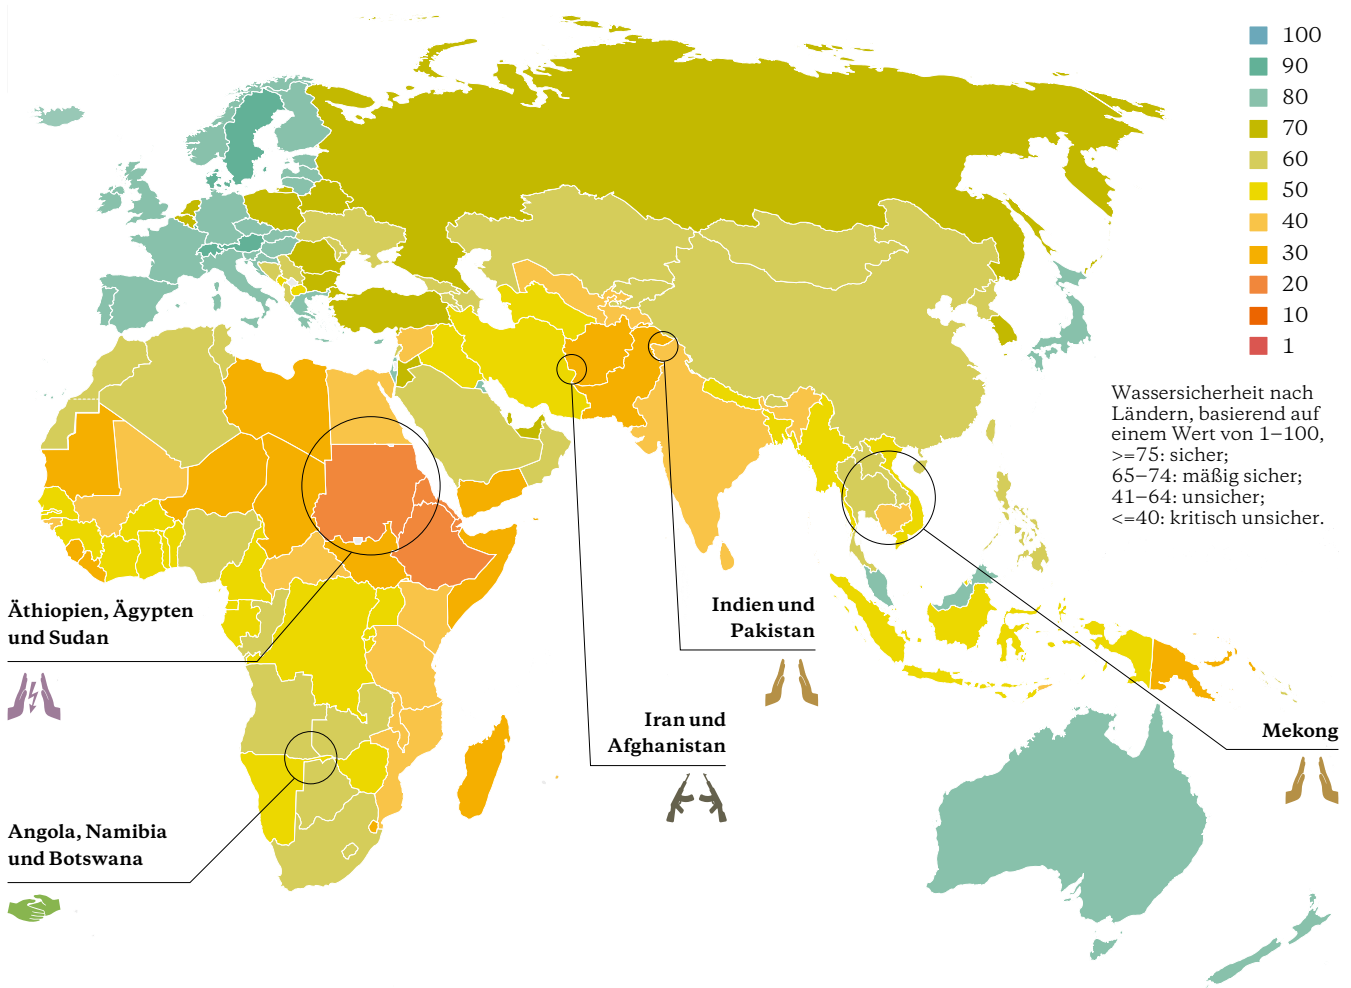 100
90
80
70
60
50
40
30
20
10
1
Wassersicherheit nach
Ländern, basierend auf
einem Wert von 1–100,
>=75: sicher;
65–74: mäßig sicher;
41–64: unsicher;
<=40: kritisch unsicher.
Äthiopien, Ägypten
und Sudan
Indien und
Pakistan
Iran und
Afghanistan
Mekong
Angola, Namibia
und Botswana